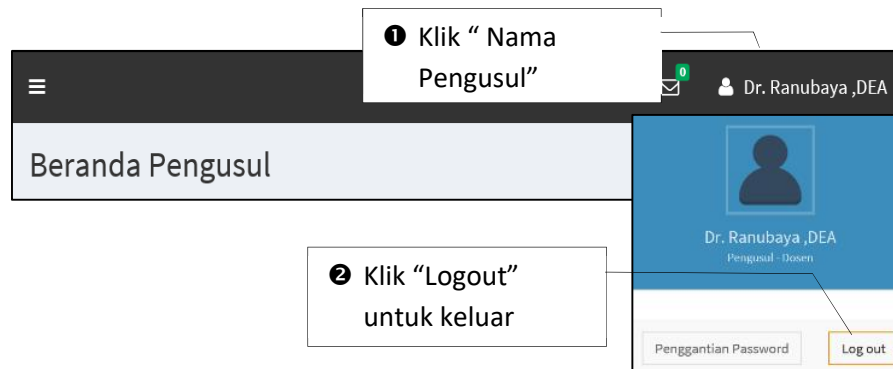 ❶ Klik “ Nama
Pengusul”
0
Dr. Ranubaya ,DEA
Beranda Pengusul
Dr. Ranubaya ,DEA
Pengusul - Dosen
❷ Klik “Logout”
untuk keluar
Penggantian Password
Log out